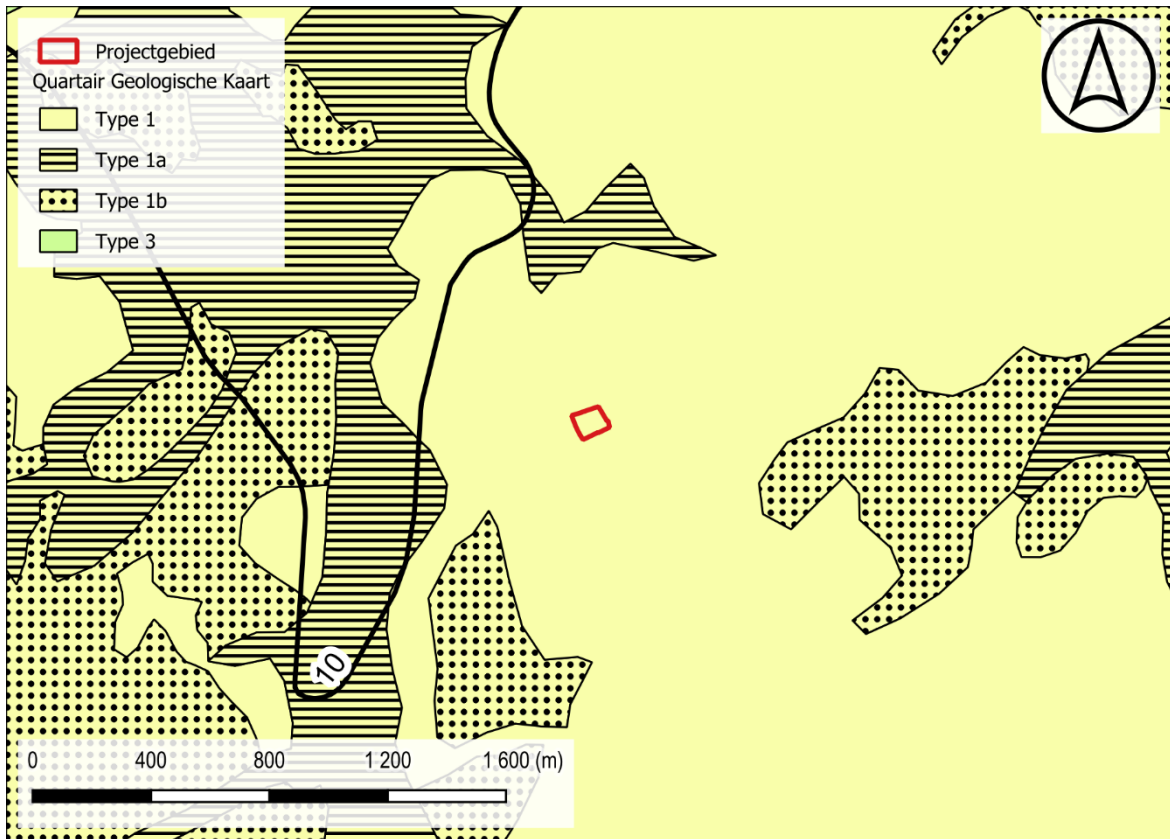 Projectgebied
Quartair Geologische Kaart
Type 1
Type 1a
Type 1b
Type 3
10
0 400 800 1 200 1 600 (m)